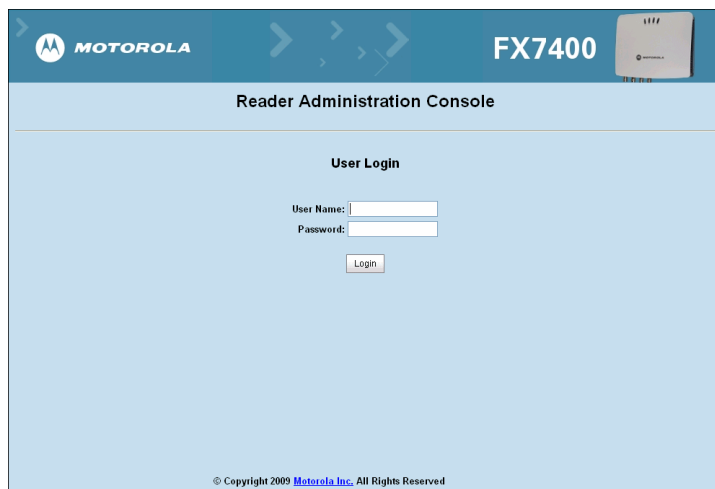 MOTOROLA
FX7400
Reader Administration Console
User Login
User Name:
Password:
Login
© Copyright 2009 Motorola Inc. All Rights Reserved